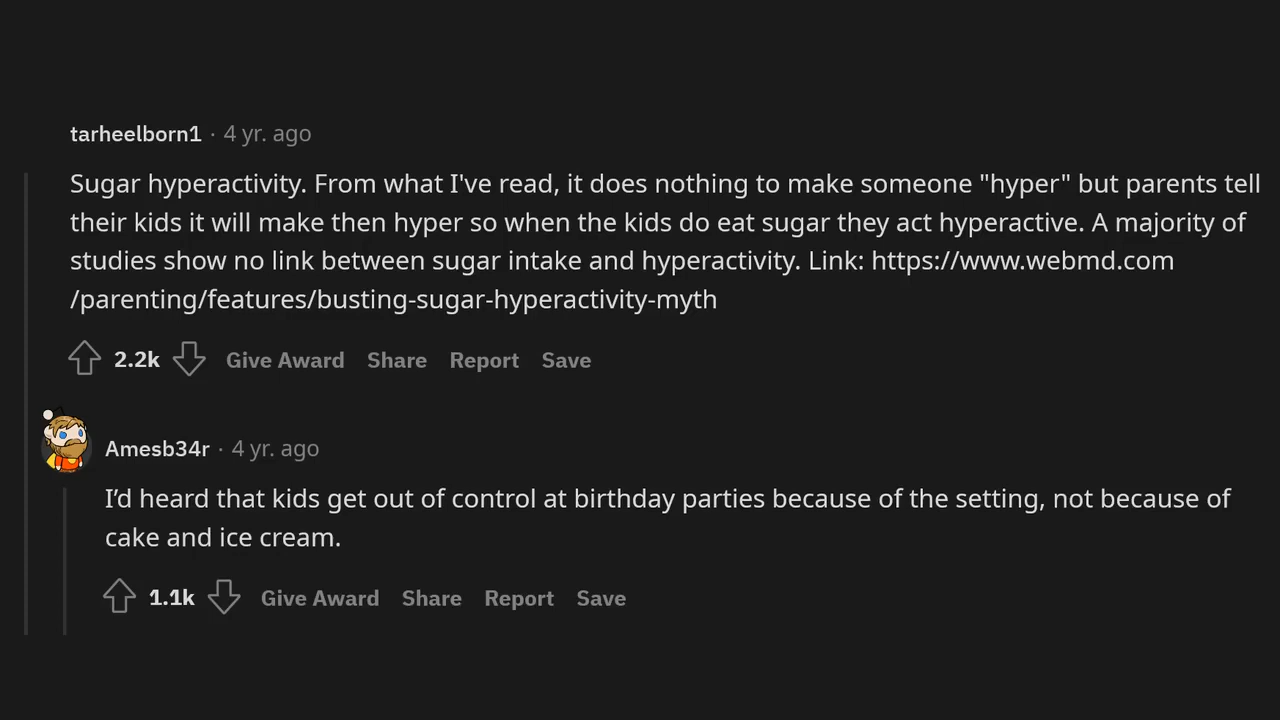 tarheelborn1 · 4 yr. ago
Sugar hyperactivity. From what I've read, it does nothing to make someone "hyper" but parents tell
their kids it will make then hyper so when the kids do eat sugar they act hyperactive. A majority of
studies show no link between sugar intake and hyperactivity. Link: https://www.webmd.com
/parenting/features/busting-sugar-hyperactivity-myth
2.2k Give Award Share Report Save
Amesb34r · 4 yr. ago
I’d heard that kids get out of control at birthday parties because of the setting, not because of
cake and ice cream.
1.1k Give Award Share Report Save